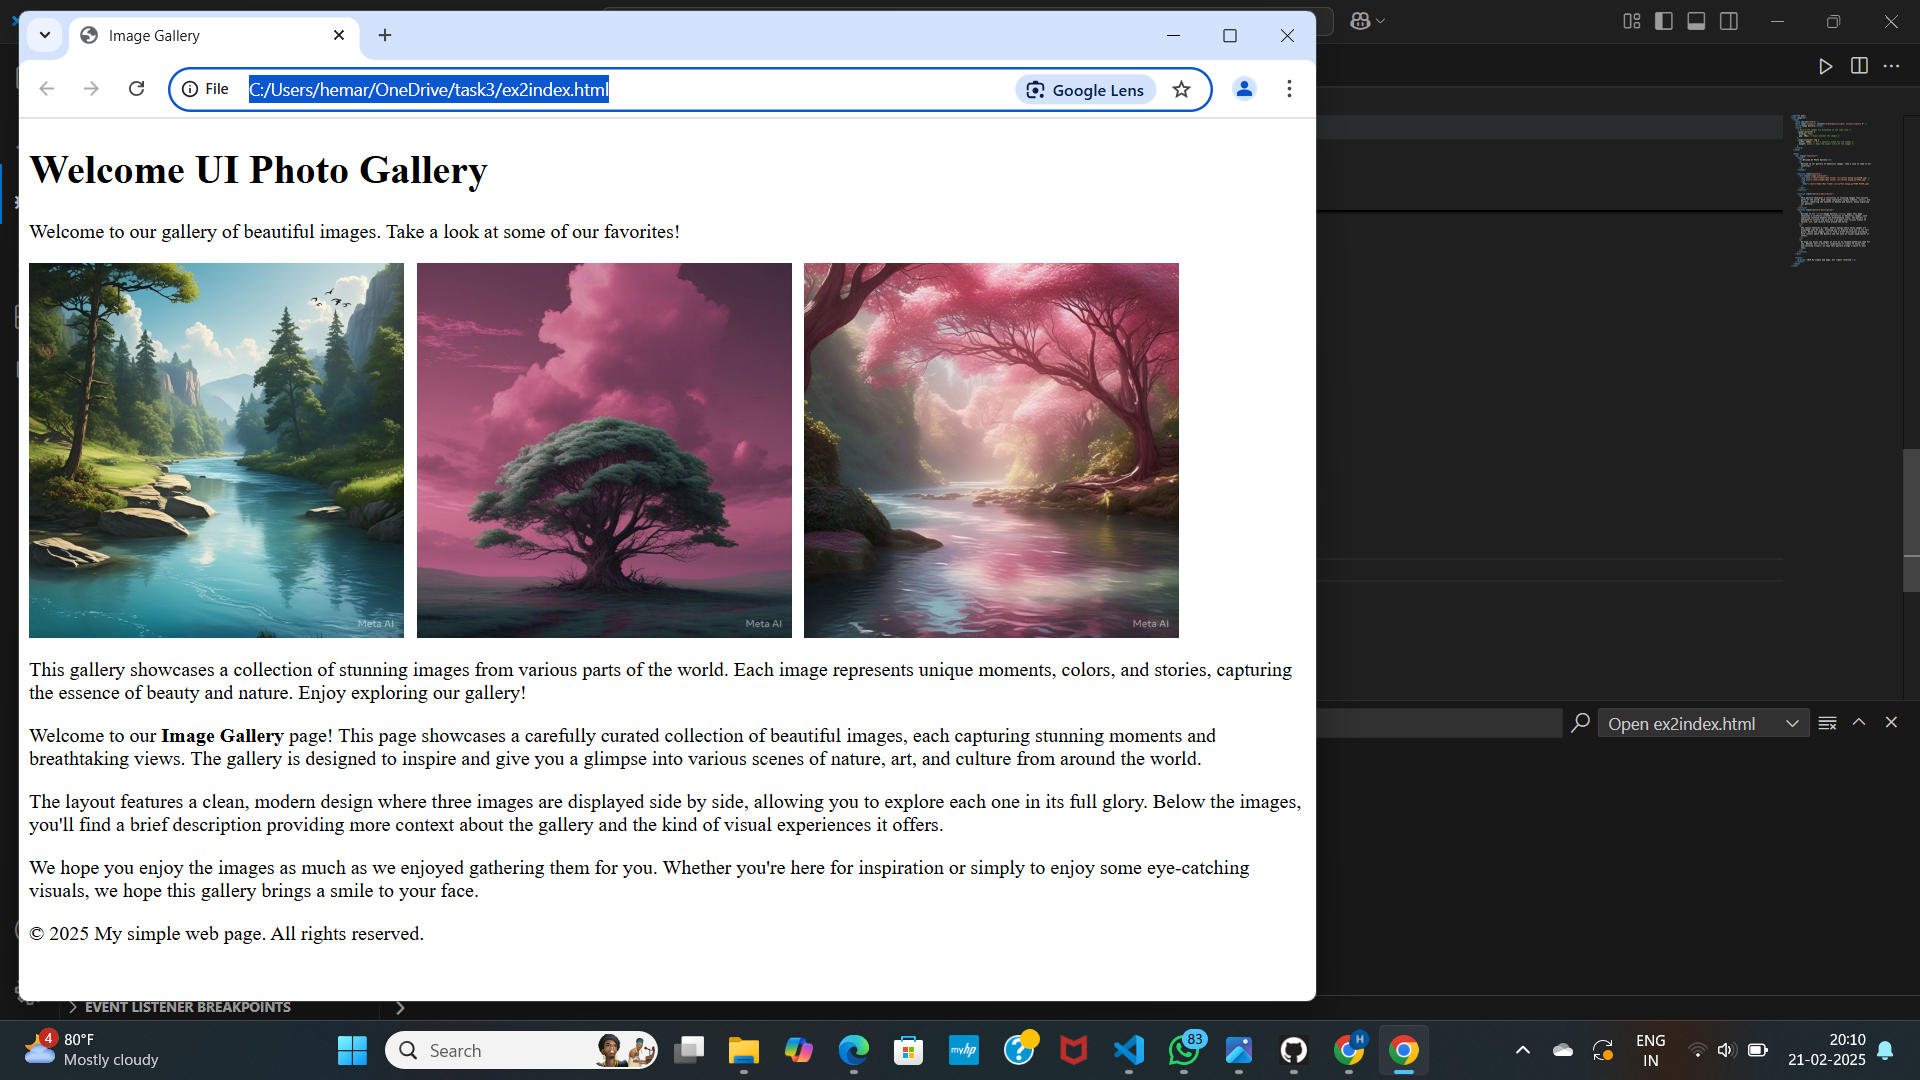 Image Gallery
File
C:/Users/hemar/OneDrive/task3/ex2index.html
Google Lens
Welcome UI Photo Gallery
Welcome to our gallery of beautiful images. Take a look at some of our favorites!
Meta AI
Meta AI
Meta AI
This gallery showcases a collection of stunning images from various parts of the world. Each image represents unique moments, colors, and stories, capturing
the essence of beauty and nature. Enjoy exploring our gallery!
Welcome to our Image Gallery page! This page showcases a carefully curated collection of beautiful images, each capturing stunning moments and
breathtaking views. The gallery is designed to inspire and give you a glimpse into various scenes of nature, art, and culture from around the world.
The layout features a clean, modern design where three images are displayed side by side, allowing you to explore each one in its full glory. Below the images,
you'll find a brief description providing more context about the gallery and the kind of visual experiences it offers.
We hope you enjoy the images as much as we enjoyed gathering them for you. Whether you're here for inspiration or simply to enjoy some eye-catching
visuals, we hope this gallery brings a smile to your face.
© 2025 My simple web page. All rights reserved.
Open ex2index.html
EVENT LISTENER BREAKPOINTS
4
80°F
Mostly cloudy
Search
myhp
83
H
ENG
IN
20:10
21-02-2025